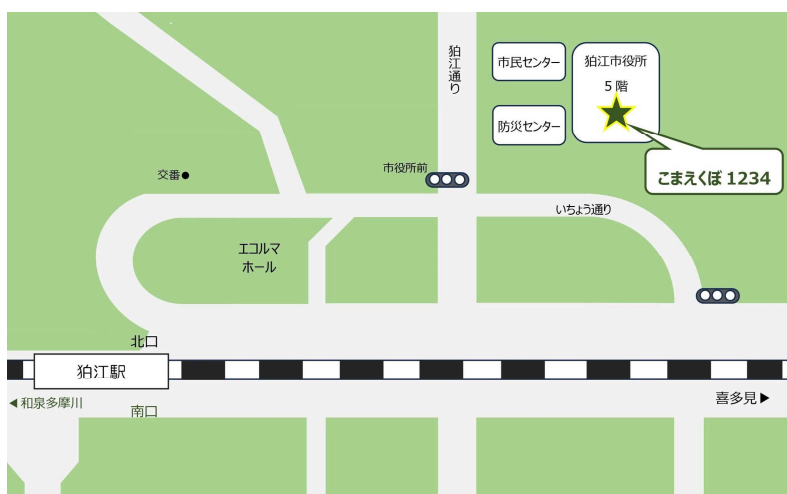 狛江通り
市民センター
狛江市役所
5階
防災センター
市役所前
交番●
こまえくぼ 1234
いちょう通り
エコルマ
ホール
北口
狛江駅
◀和泉多摩川
南口
喜多見▶